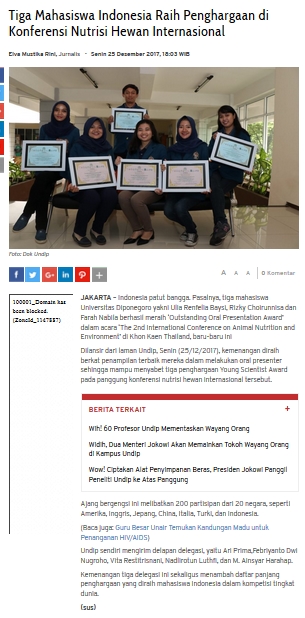 Tiga Mahasiswa Indonesia Raih Penghargaan di
Konferensi Nutrisi Hewan Internasional
Elva Mustika Rini, Jurnalis - Senin 25 Desember 2017, 18:03 WIB
Foto: Dok Undip
A A A 0 Komentar
100001_Domain has
been blocked.
(ZoneId_1147887)
JAKARTA – Indonesia patut bangga. Pasalnya, tiga mahasiswa
Universitas Diponegoro yakni Ulia Renfelia Baysi, Rizky Choirunnisa dan
Farah Nabila berhasil meraih 'Outstanding Oral Presentation Award'
dalam acara 'The 2nd International Conference on Animal Nutrition and
Environment' di Khon Kaen Thailand, baru-baru ini
Dilansir dari laman Undip, Senin (25/12/2017), kemenangan diraih
berkat penampilan terbaik mereka dalam melakukan oral presenter
sehingga mampu menyabet tiga penghargaan Young Scientist Award
pada panggung konferensi nutrisi hewan internasional tersebut.
BERITA TERKAIT +
Wih! 60 Profesor Undip Mementaskan Wayang Orang
Widih, Dua Menteri Jokowi Akan Memainkan Tokoh Wayang Orang
di Kampus Undip
Wow! Ciptakan Alat Penyimpanan Beras, Presiden Jokowi Panggil
Peneliti Undip ke Atas Panggung
Ajang bergengsi ini melibatkan 200 partisipan dari 20 negara, seperti
Amerika, Inggris, Jepang, China, Italia, Turki, dan Indonesia.
(Baca juga: Guru Besar Unair Temukan Kandungan Madu untuk
Penanganan HIV/AIDS)
Undip sendiri mengirim delapan delegasi, yaitu Ari Prima,Febriyanto Dwi
Nugroho, Vita Restitrisnani, Nadlirotun Luthfi, dan M. Ainsyar Harahap.
Kemenangan tiga delegasi ini sekaligus menambah daftar panjang
penghargaan yang diraih mahasiswa Indonesia dalam kompetisi tingkat
dunia.
(sus)